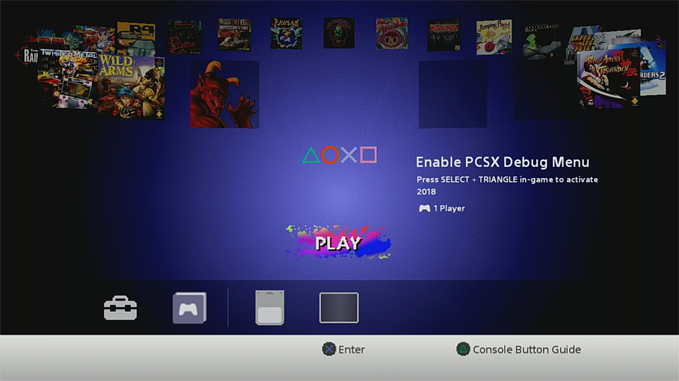 TWISTED METAL
WILD
ARMS
Enable PCSX Debug Menu
Press SELECT + TRIANGLE in-game to activate
2018
1 Player
PLAY
Enter
Console Button Guide